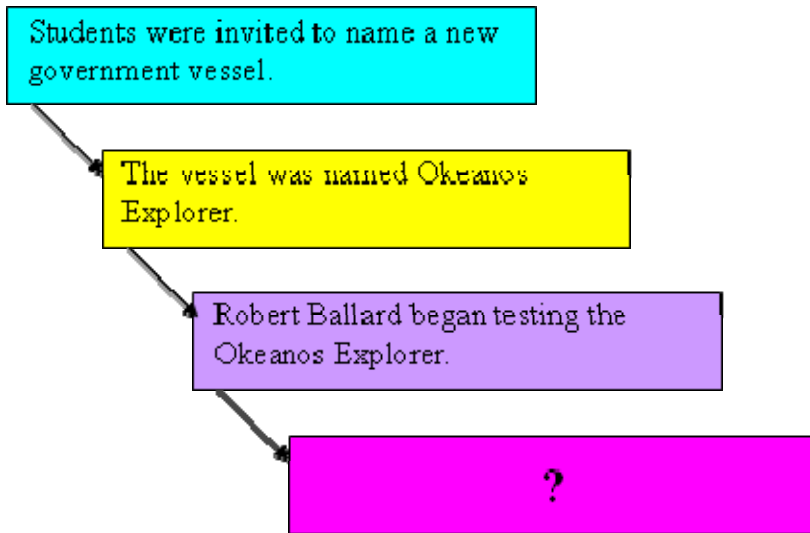 Students were invited to name a new
government vessel.
The vessel was named Okeanos
Explorer.
Robert Ballard began testing the
Okeanos Explorer.
?